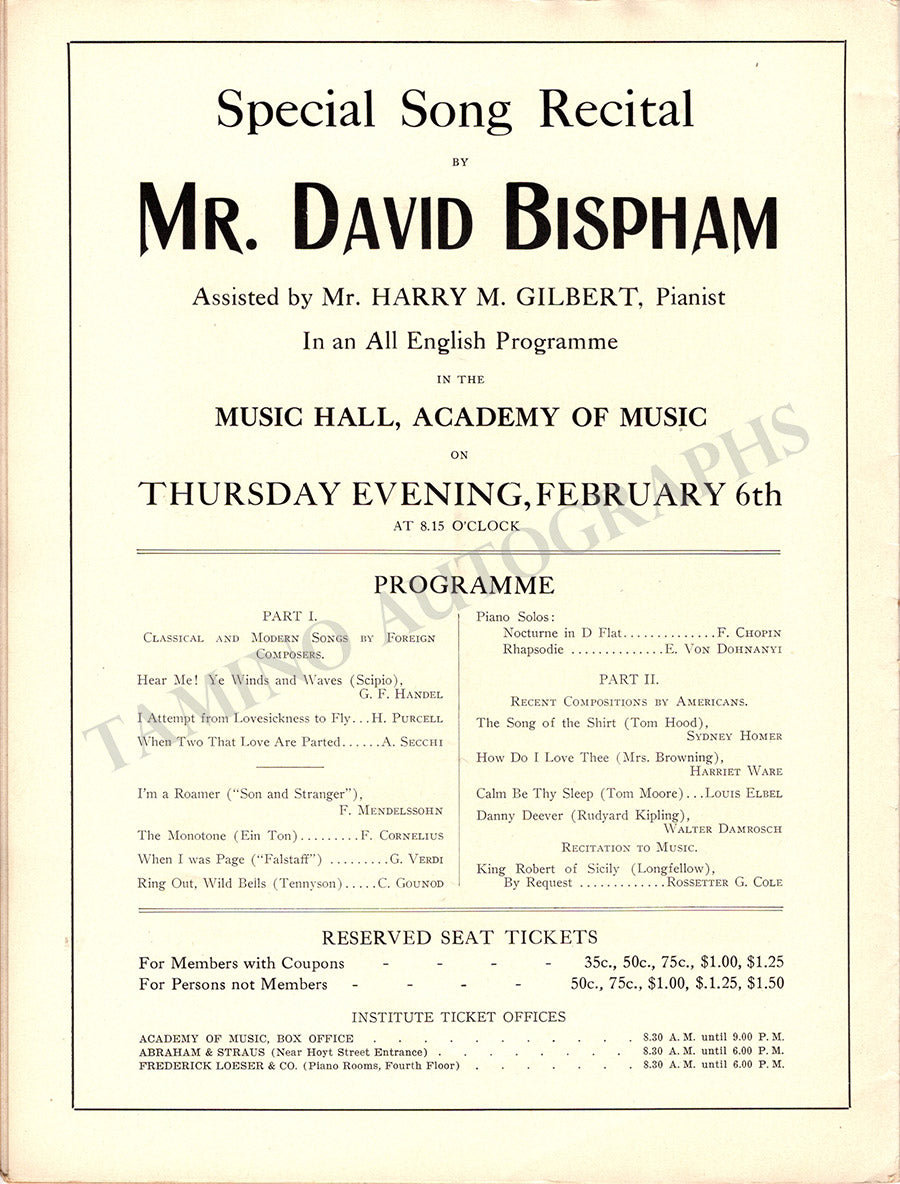 Special Song Recital
BY
MR. DAVID BISPHAM
Assisted by Mr. HARRY M. GILBERT, Pianist
In an All English Programme
IN THE
MUSIC HALL, ACADEMY OF MUSIC
ON
THURSDAY EVENING, FEBRUARY 6th
AT 8.15 O'CLOCK
PROGRAMME
PART I.
CLASSICAL AND MODERN SONGS BY FOREIGN
COMPOSERS.
Hear Me! Ye Winds and Waves (Scipio),
G. F. HANDEL
I Attempt from Lovesickness to Fly...H. PURCELL
When Two That Love Are Parted......A. SECCHI
I'm a Roamer ("Son and Stranger"),
F. MENDELSSOHN
The Monotone (Ein Ton).........F. CORNELIUS
When I was Page ("Falstaff") .........G. VERDI
Ring Out, Wild Bells (Tennyson).....C. GOUNOD
Piano Solos:
Nocturne in D Flat..............F. CHOPIN
Rhapsodie ..............E. VON DOHNANYI
PART II.
RECENT COMPOSITIONS BY AMERICANS.
The Song of the Shirt (Tom Hood),
SYDNEY HOMER
How Do I Love Thee (Mrs. Browning),
HARRIET WARE
Calm Be Thy Sleep (Tom Moore)...LOUIS ELBEL
Danny Deever (Rudyard Kipling),
WALTER DAMROSCH
RECITATION TO MUSIC.
King Robert of Sicily (Longfellow),
By Request .............ROSSETTER G. COLE
RESERVED SEAT TICKETS
For Members with Coupons - - - - 35c., 50c., 75c., $1.00, $1.25
For Persons not Members - - - - 50c., 75c., $1.00, $.1.25, $1.50
INSTITUTE TICKET OFFICES
ACADEMY OF MUSIC, BOX OFFICE . . . . . . . . . . . 8.30 A. M. until 9.00 P. M.
ABRAHAM & STRAUS (Near Hoyt Street Entrance) . . . . . . . . 8.30 A. M. until 6.00 P. M.
FREDERICK LOESER & CO. (Piano Rooms, Fourth Floor) . . . . . . . 8.30 A. M. until 6.00 P. M.
TAMINO AUTOGRAPHS